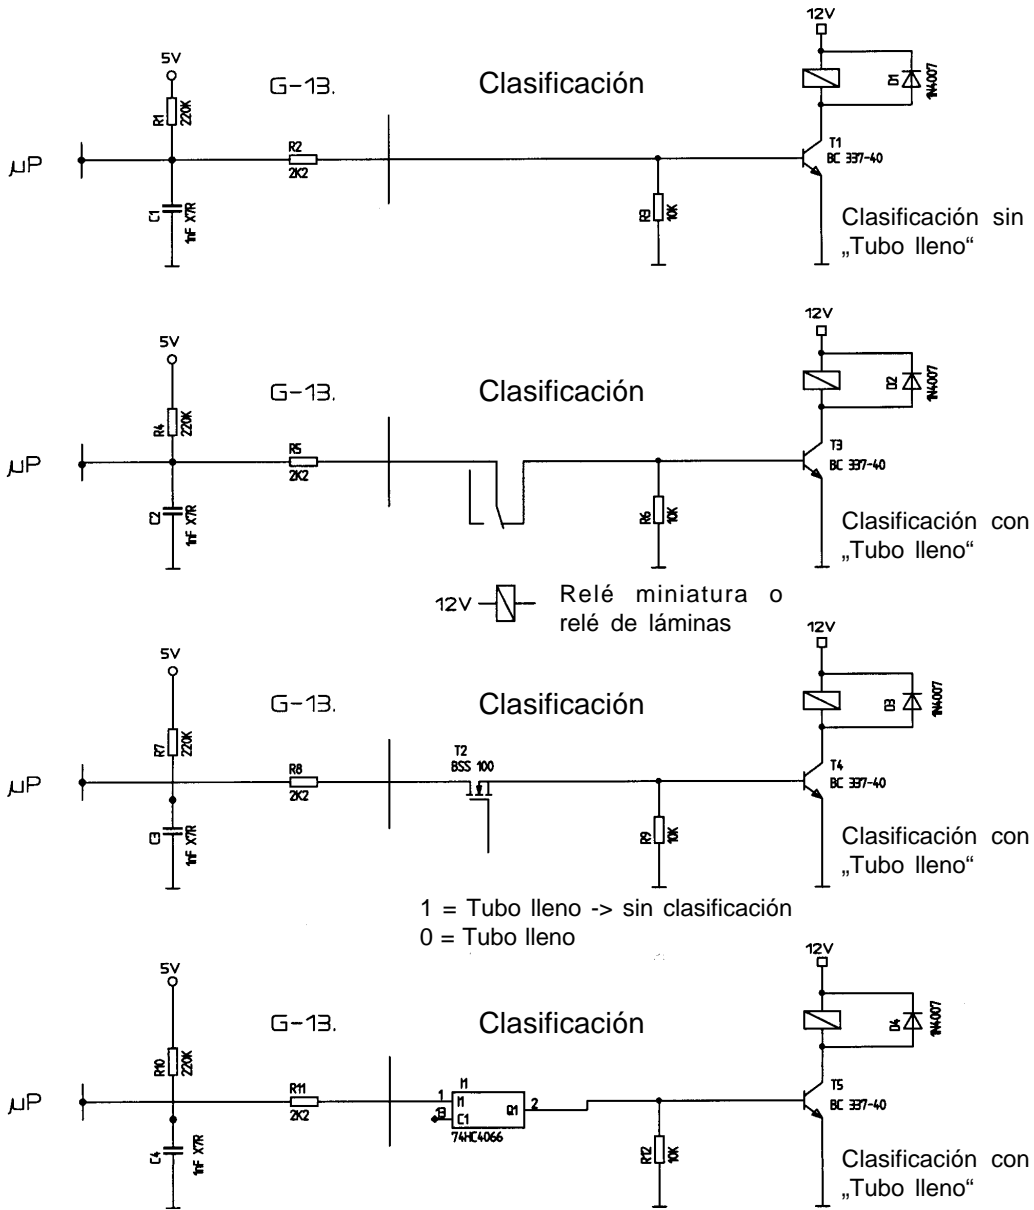 12V
5V
G-13.
Clasificación
R1
220K
D1
1N4007
µP
R2
2K2
T1
BC 337-40
C1
1nF X7R
R3
10K
Clasificación sin
„Tubo lleno“
12V
5V
G-13.
Clasificación
R4
220K
D2
1N4007
µP
R5
2K2
T3
BC 337-40
C2
1nF X7R
R6
10K
Clasificación con
„Tubo lleno“
12V
Relé miniatura o
relé de láminas
12V
5V
G-13.
Clasificación
R7
220K
D3
1N4007
T2
BSS 100
µP
R8
2K2
T4
BC 337-40
C3
1nF X7R
R9
10K
Clasificación con
„Tubo lleno“
1 = Tubo lleno -> sin clasificación
0 = Tubo lleno
12V
5V
G-13.
Clasificación
R10
220K
D4
1N4007
µP
R11
2K2
1
13
M
M
C1
Q1
2
74HC4066
T5
BC 337-40
C4
1nF X7R
R12
10K
Clasificación con
„Tubo lleno“